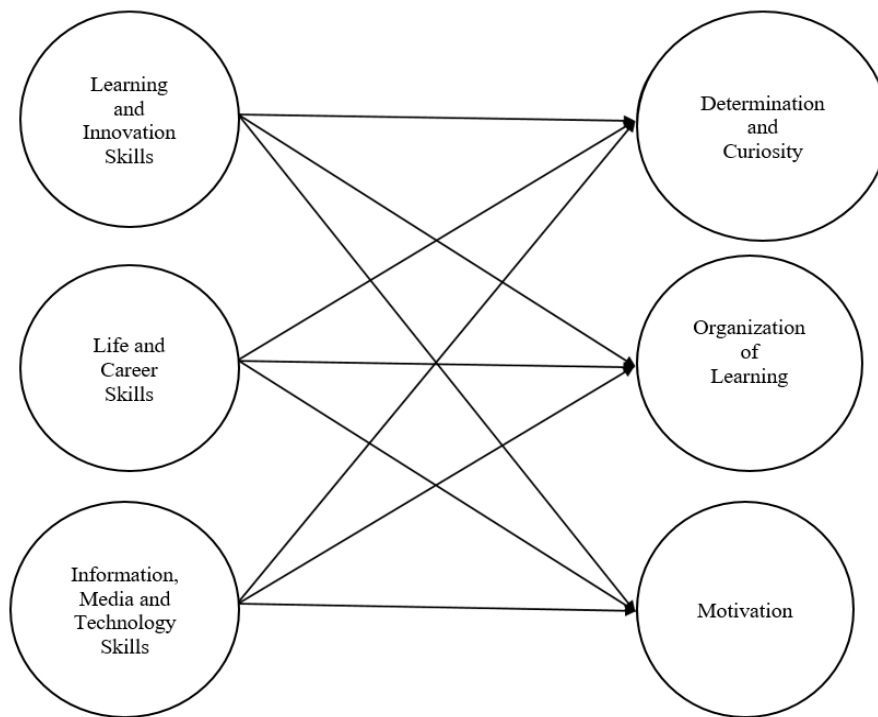 Learning
and
Innovation
Skills
Determination
and
Curiosity
Life and
Career
Skills
Organization
of
Learning
Information,
Media and
Technology
Skills
Motivation